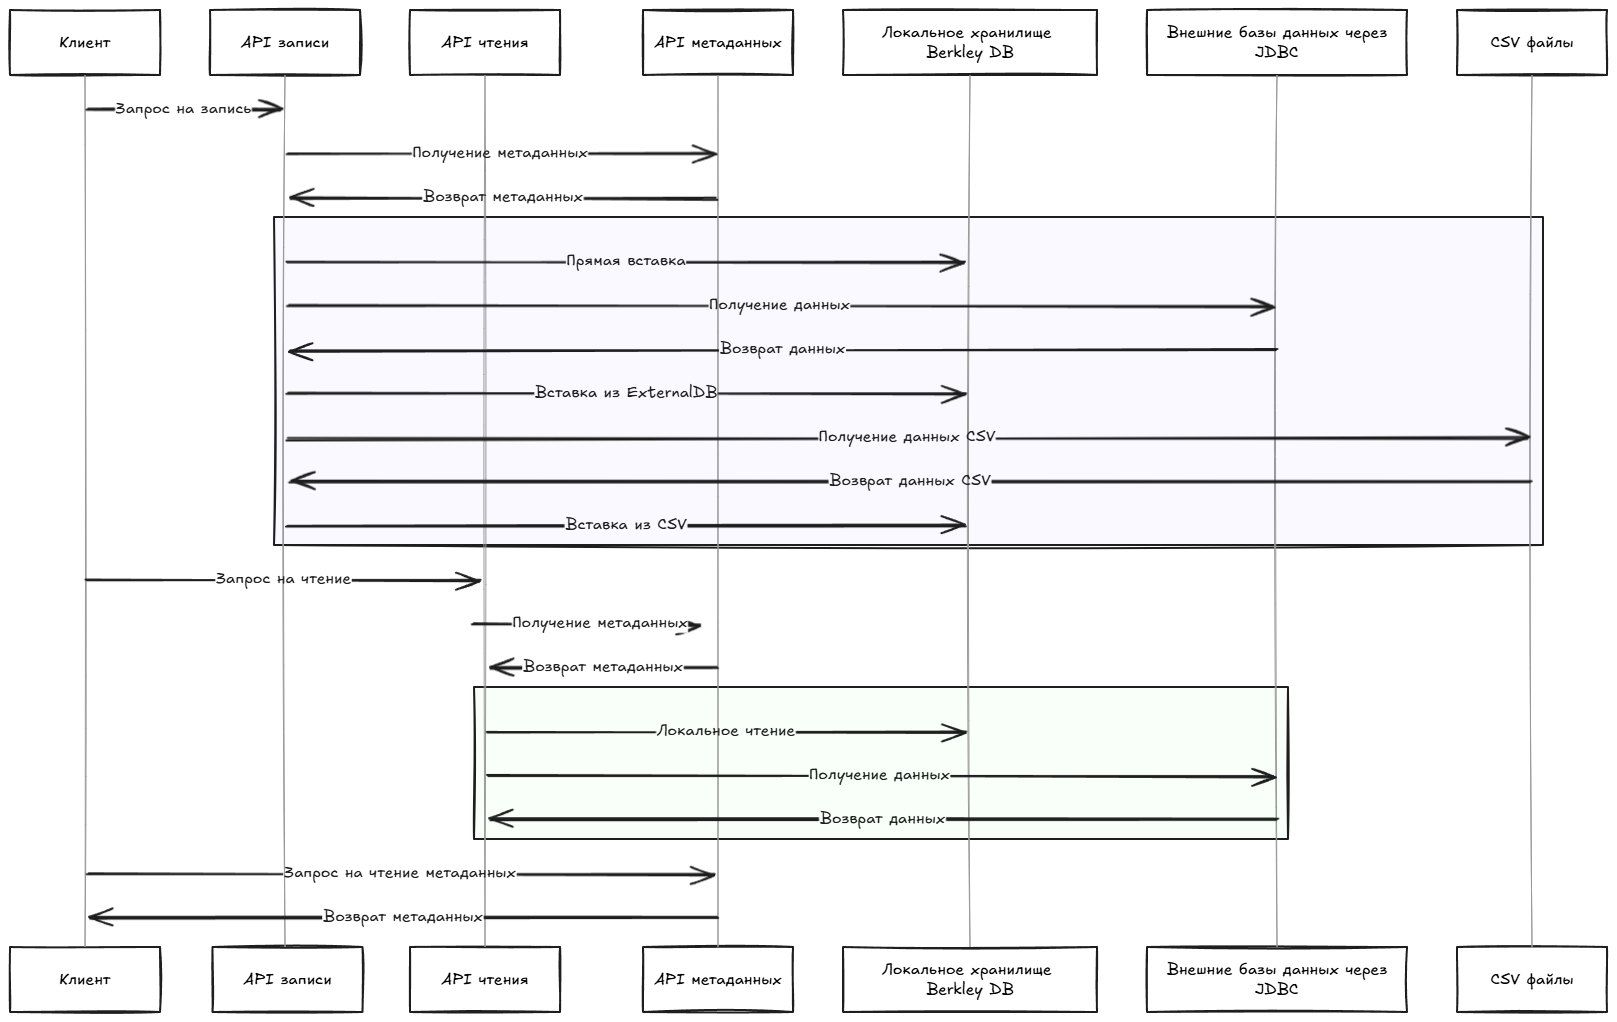 Клиент
API записи
API чтения
API метаданных
Локальное хранилище
Berkley DB
Внешние базы данных через
JDBC
CSV файлы
Запрос на запись
Получение метаданных
Возврат метаданных
Прямая вставка
Получение данных
Возврат данных
Вставка из ExternalDB
Получение данных CSV
Возврат данных CSV
Вставка из CSV
Запрос на чтение
Получение метаданных
Возврат метаданных
Локальное чтение
Получение данных
Возврат данных
Запрос на чтение метаданных
Возврат метаданных
Клиент
API записи
API чтения
API метаданных
Локальное хранилище
Berkley DB
Внешние базы данных через
JDBC
CSV файлы